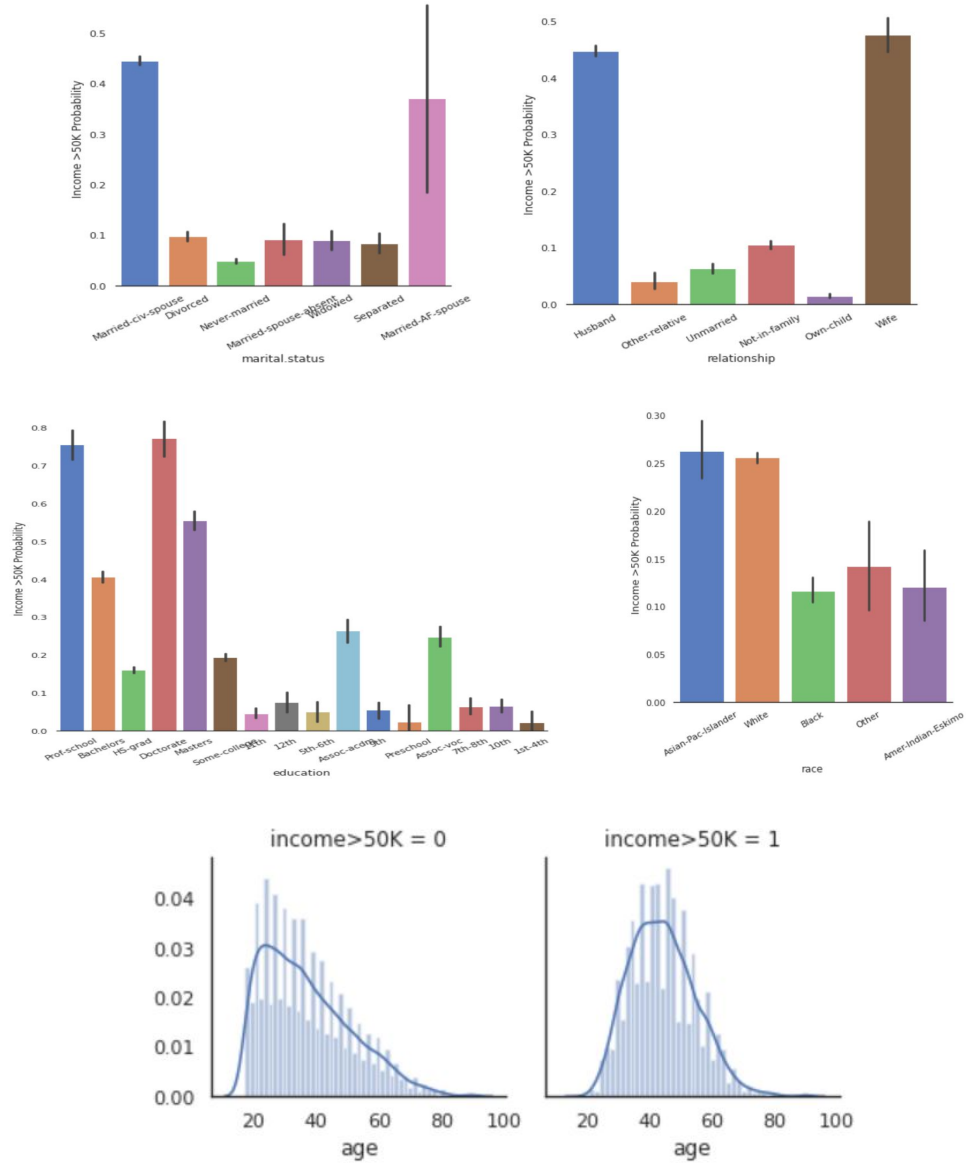 Income >50K Probability
0.5
0.4
0.3
0.2
0.1
0.0
Married-civ-spouse
Divorced
Never-married
Married-spouse-absent
Widowed
Separated
Married-AF-spouse
marital.status
Income >50K Probability
0.5
0.4
0.3
0.2
0.1
0.0
Husband
Other-relative
Unmarried
Not-in-family
Own-child
Wife
relationship
Income >50K Probability
0.8
0.7
0.6
0.5
0.4
0.3
0.2
0.1
0.0
Prof-school
Bachelors
HS-grad
Doctorate
Masters
Some-college
12th
5th-6th
Assoc-acdm
9th
Preschool
Assoc-voc
7th-8th
10th
1st-4th
education
Income >50K Probability
0.30
0.25
0.20
0.15
0.10
0.05
0.00
Asian-Pac-Islander
White
Black
Other
Amer-Indian-Eskimo
race
income>50K = 0
income>50K = 1
0.04
0.03
0.02
0.01
0.00
20 40 60 80 100
age
20 40 60 80 100
age